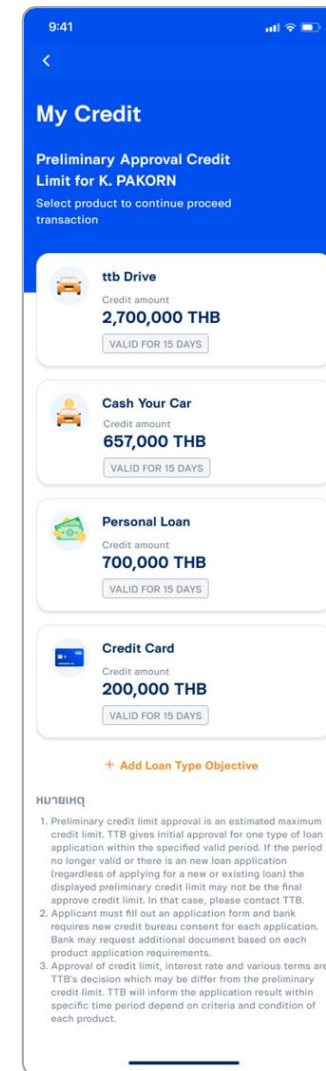 9:41
My Credit
Preliminary Approval Credit
Limit for K. PAKORN
Select product to continue proceed
transaction
ttb Drive
Credit amount
2,700,000 THB
VALID FOR 15 DAYS
Cash Your Car
Credit amount
657,000 THB
VALID FOR 15 DAYS
Personal Loan
Credit amount
700,000 THB
VALID FOR 15 DAYS
Credit Card
Credit amount
200,000 THB
VALID FOR 15 DAYS
+ Add Loan Type Objective
หมายเหตุ
1. Preliminary credit limit approval is an estimated maximum
credit limit. TTB gives initial approval for one type of loan
application within the specified valid period. If the period
no longer valid or there is an new loan application
(regardless of applying for a new or existing loan) the
displayed preliminary credit limit may not be the final
approve credit limit. In that case, please contact TTB.
2. Applicant must fill out an application form and bank
requires new credit bureau consent for each application.
Bank may request additional document based on each
product application requirements.
3. Approval of credit limit, interest rate and various terms are
TTB's decision which may be differ from the preliminary
credit limit. TTB will inform the application result within
specific time period depend on criteria and condition of
each product.